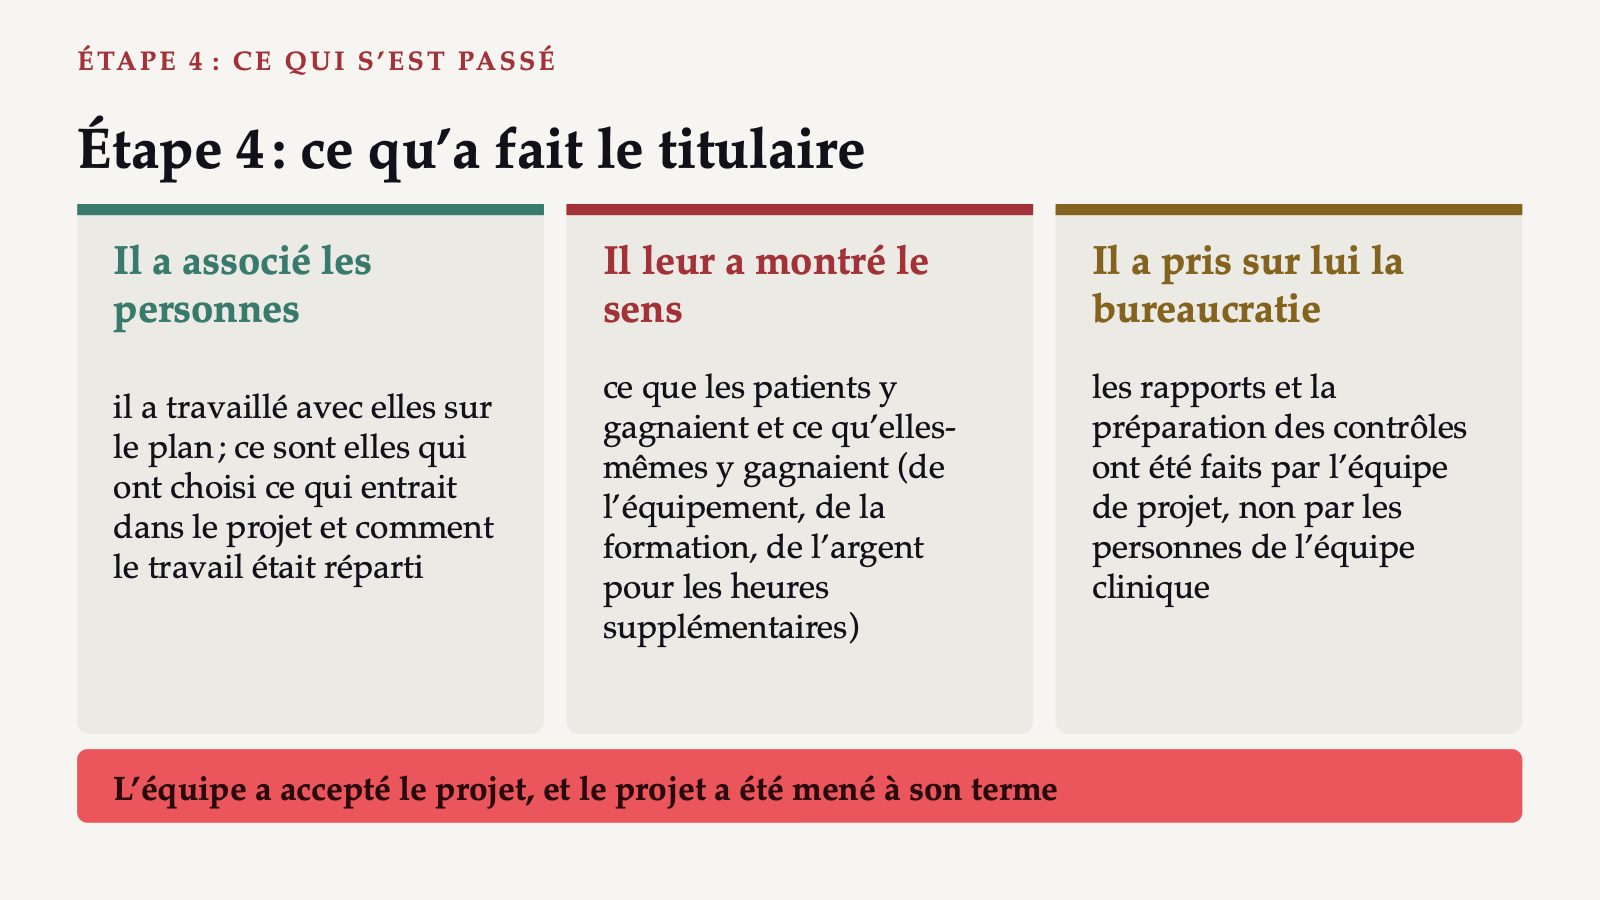 ÉTAPE 4 : CE QUI S’EST PASSÉ
Étape 4 : ce qu’a fait le titulaire
Il a associé les
personnes
il a travaillé avec elles sur
le plan ; ce sont elles qui
ont choisi ce qui entrait
dans le projet et comment
le travail était réparti
Il leur a montré le
sens
ce que les patients y
gagnaient et ce qu’elles-
mêmes y gagnaient (de
l’équipement, de la
formation, de l’argent
pour les heures
supplémentaires)
Il a pris sur lui la
bureaucratie
les rapports et la
préparation des contrôles
ont été faits par l’équipe
de projet, non par les
personnes de l’équipe
clinique
L’équipe a accepté le projet, et le projet a été mené à son terme